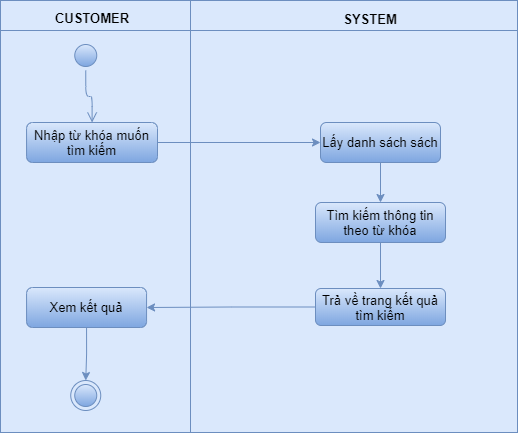 CUSTOMER
SYSTEM
Nhập từ khóa muốn
tìm kiếm
Lấy danh sách sách
Tìm kiếm thông tin
theo từ khóa
Trả về trang kết quả
tìm kiếm
Xem kết quả